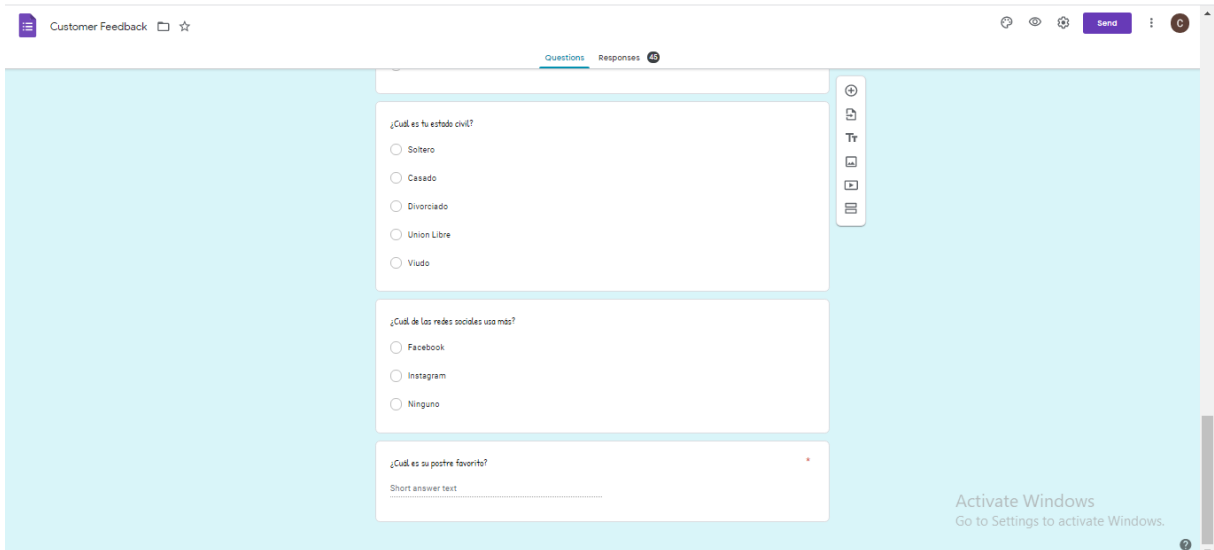 Customer Feedback
Send
C
Questions Responses 45
¿Cuál es tu estado civil?
Soltero
Casado
Divorciado
Union Libre
Viudo
¿Cuál de las redes sociales usa más?
Facebook
Instagram
Ninguno
¿Cuál es su postre favorito? *
Short answer text
Activate Windows
Go to Settings to activate Windows.